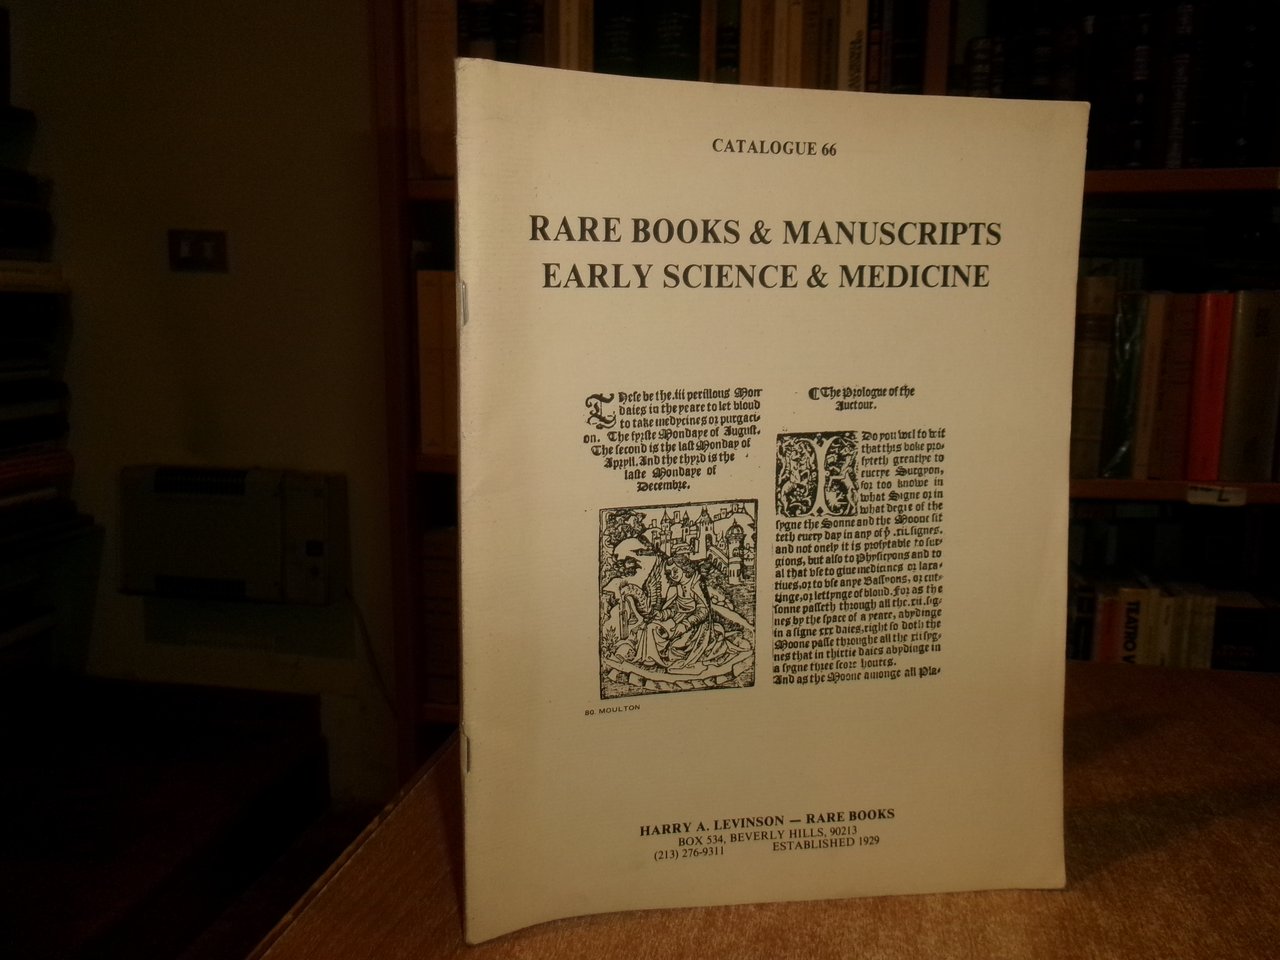 CATALOGUE 66
RARE BOOKS & MANUSCRIPTS
EARLY SCIENCE & MEDICINE
These be the .iii perillous Mon
daies in the yeare to let bloud
to take medycines or purgaci-
on. The fyrste Mondaye of August.
The second is the last Monday of
Apryll. And the thyrd is the
laste Mondaye of
Decembre.
80. MOULTON
¶The Prologue of the
Auctour.
I Do you wel to wit
that this boke pro-
fyteth greatlye to
euerye Surgyon,
for too knowe in
what Signe or in
what degre of the
sygne the Sonne and the Moone sit
teth euery day in any of yͤ .xii. signes.
and not onely it is profytable to sur-
gions, but also to Physicyons and to
al that vse to giue medicines or laxa-
tiues, or to vse anye Bassyons, or cut-
tinge, or lettynge of bloud. For as the
sonne passeth through all the .xii. sig-
nes by the space of a yeare, abydinge
in a signe xxx daies, right so doth the
Moone passe throughe all the xii syg-
nes that in thirtie daies abydinge in
a sygne three score houres.
And as the Moone amonge all Pla-
HARRY A. LEVINSON — RARE BOOKS
BOX 534, BEVERLY HILLS, 90213
(213) 276-9311 ESTABLISHED 1929
TEATRO V